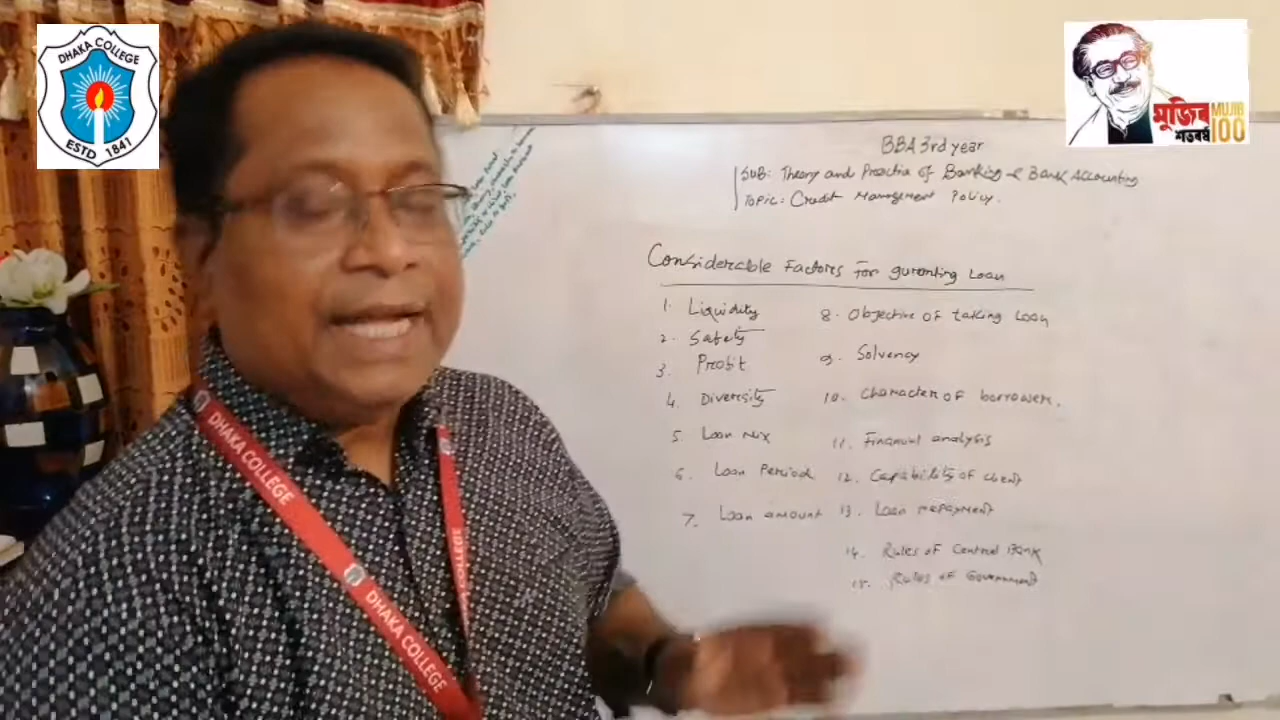 DHAKA COLLEGE
ESTD 1841
মুজিব
শতবর্ষ
MUJIB
100
BBA 3rd year
SUB: Theory and Practice of Banking & Bank Accounting
TOPIC: Credit Management Policy.
Considerable Factors For guranting Loan
1. Liquidity
2. Safety
3. Profit
4. Diversity
5. Loan Mix
6. Loan Period
7. Loan amount
8. Objective of taking Loan
9. Solvency
10. Character of borrowers.
11. Financial analysis
12. Capability of client
13. Loan repayment
14. Rules of Central Bank
15. Rules of Government
DHAKA COLLEGE
DHAKA COLLEGE
COLLEGE